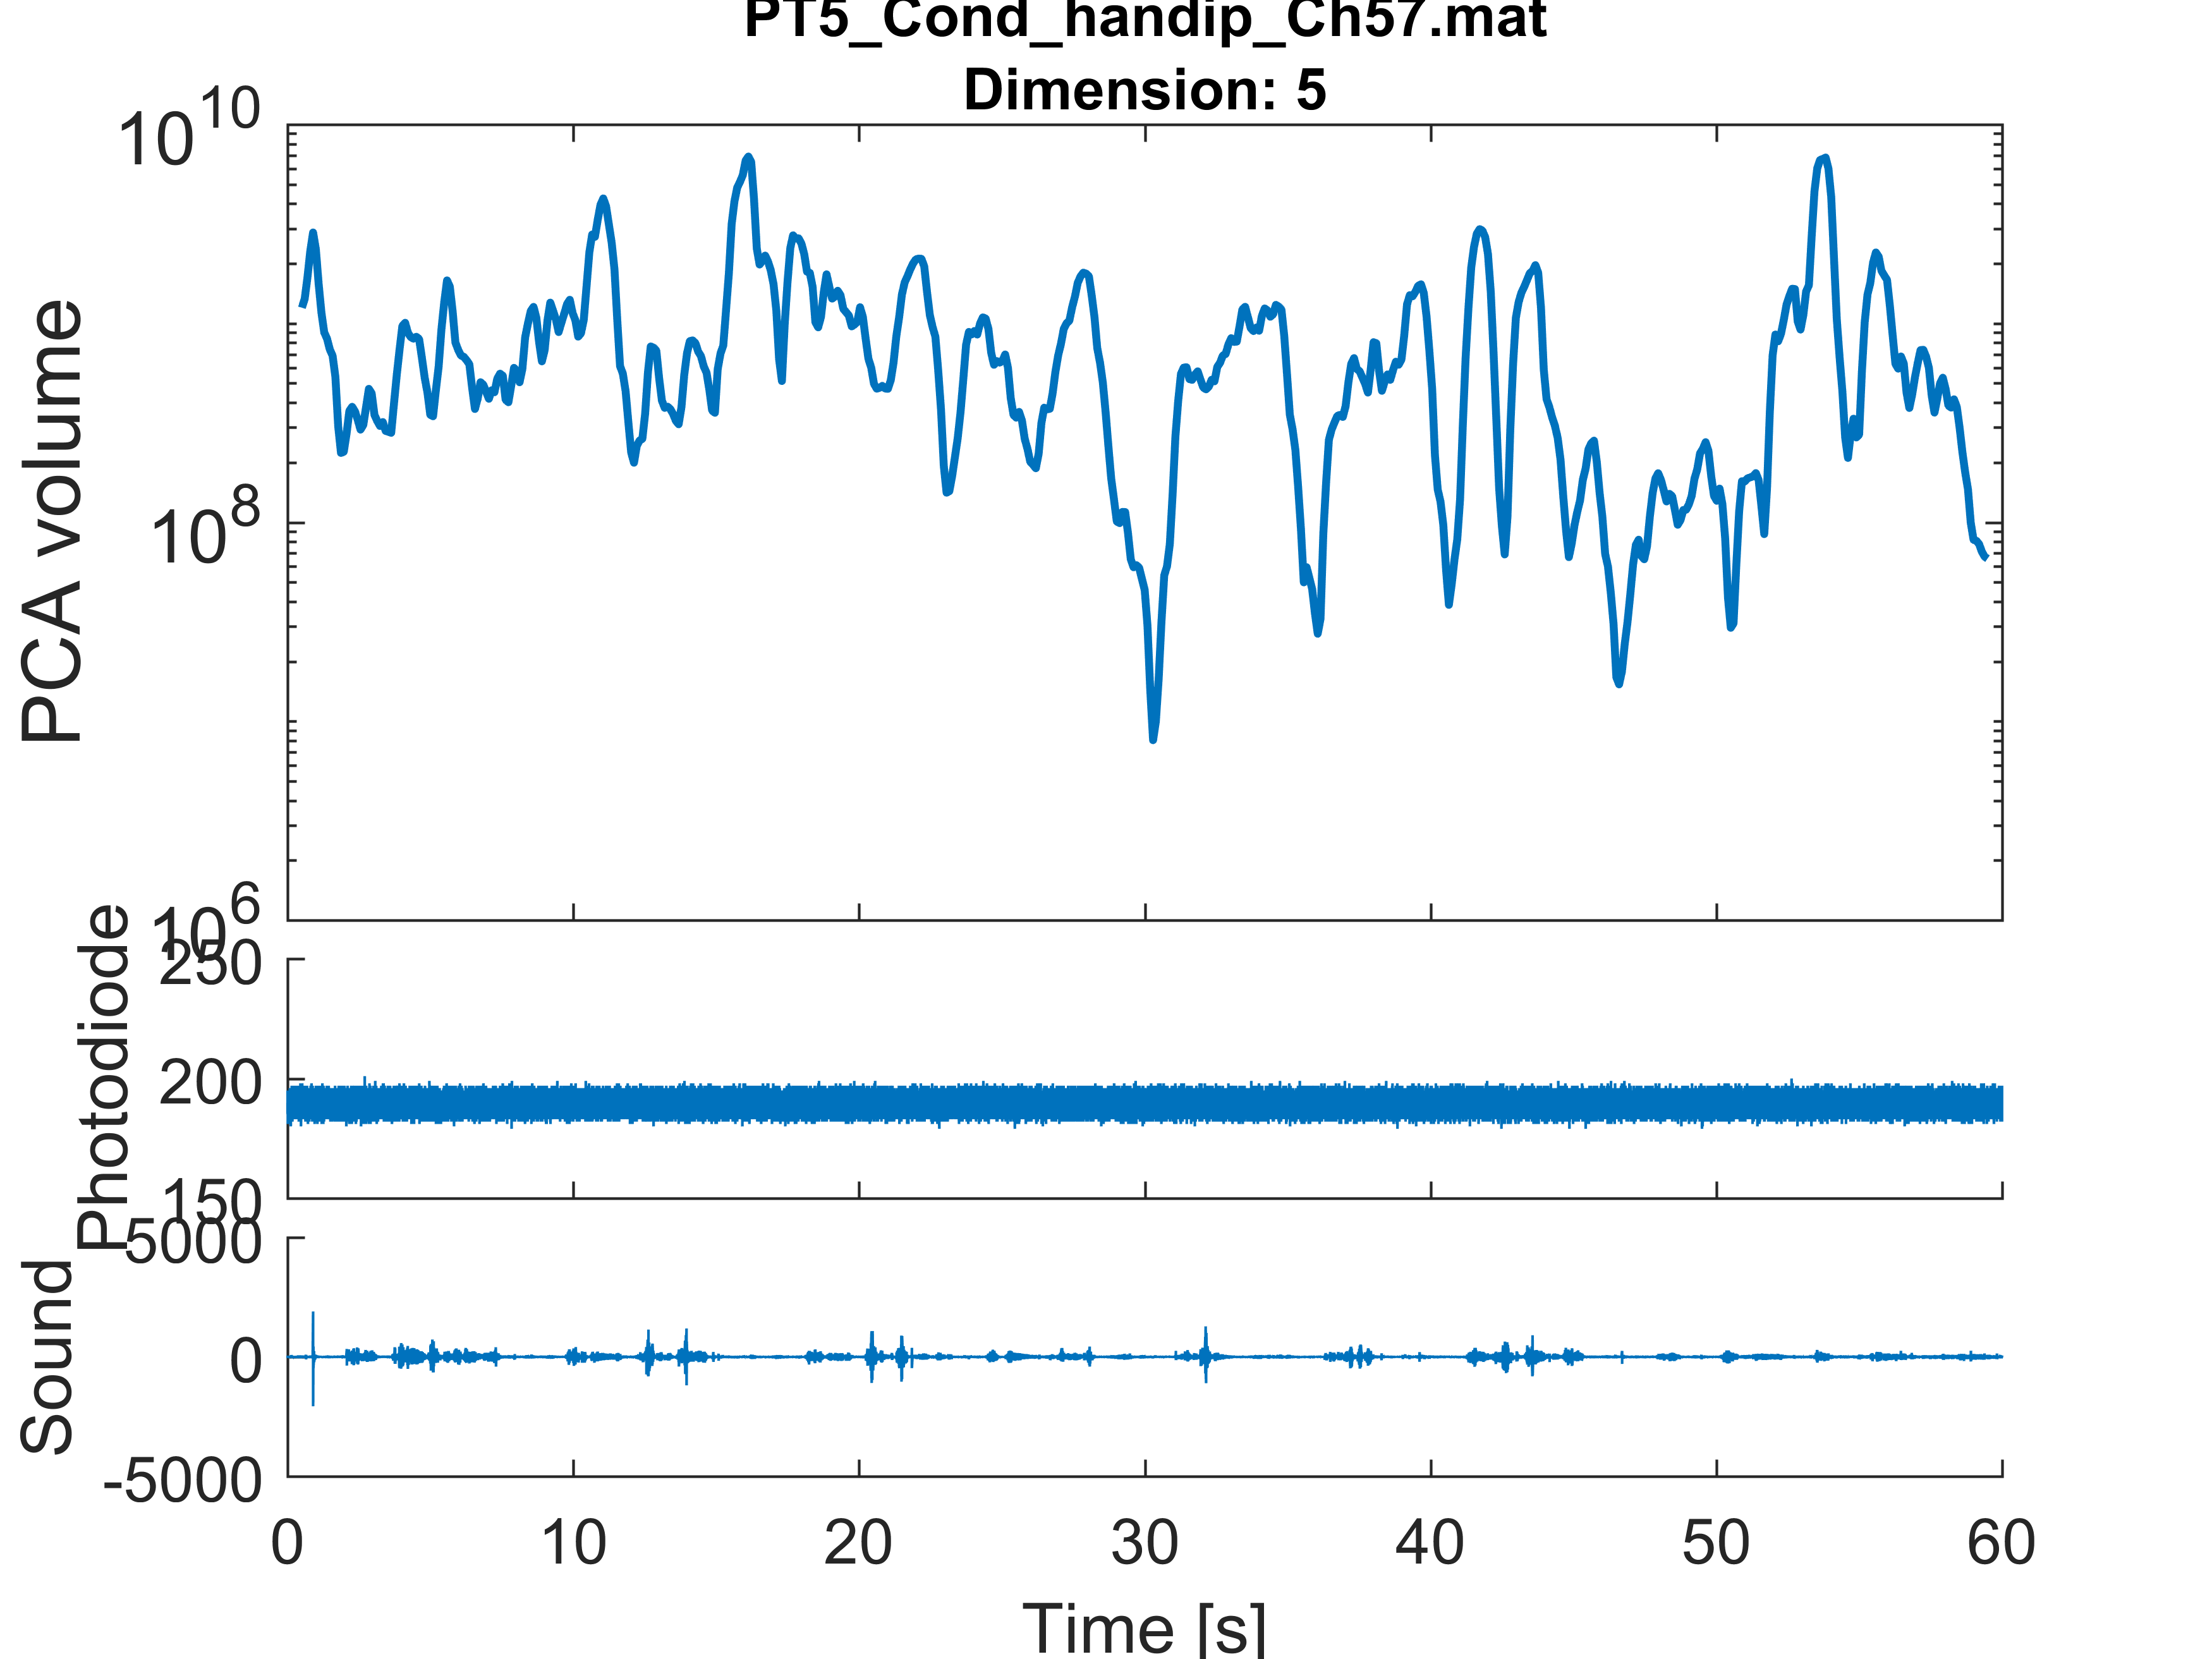 PT5_Cond_handip_Ch57.mat
Dimension: 5
PCA volume
10^10
10^8
10^6
Photodiode
250
200
150
Sound
5000
0
-5000
0 10 20 30 40 50 60
Time [s]